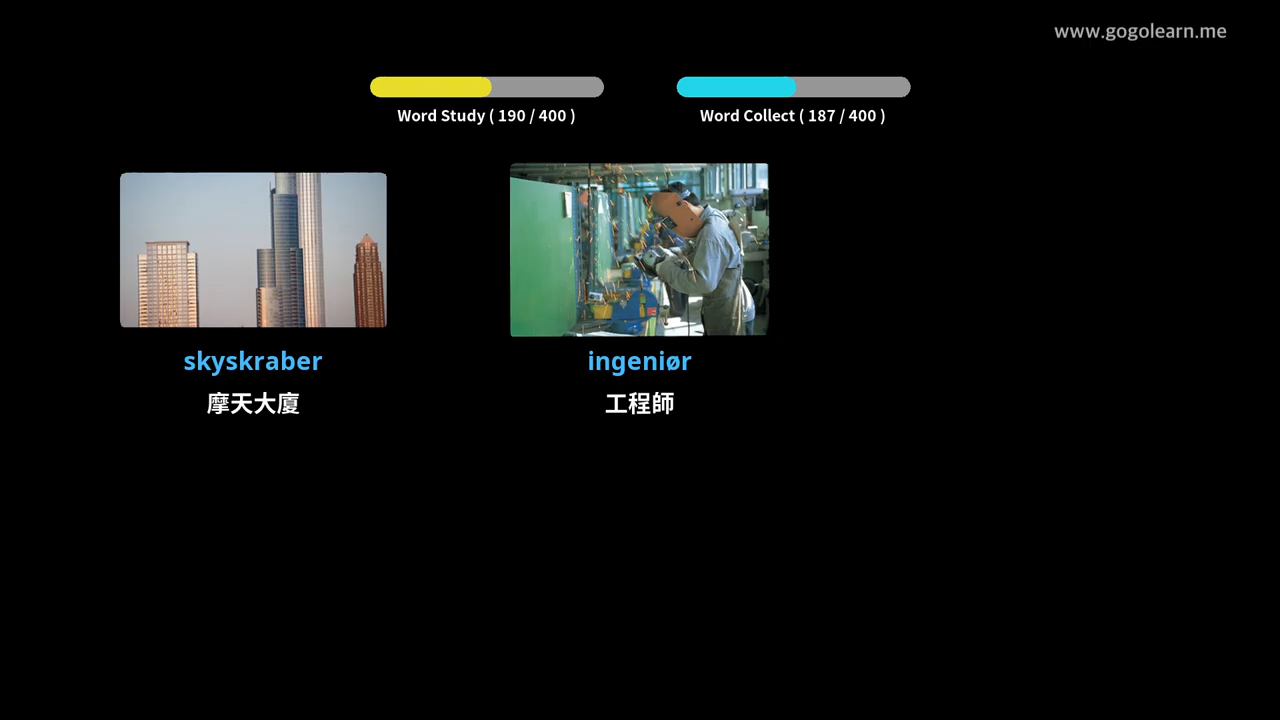 www.gogolearn.me
Word Study ( 190 / 400 )
Word Collect ( 187 / 400 )
skyskraber
摩天大廈
ingeniør
工程師